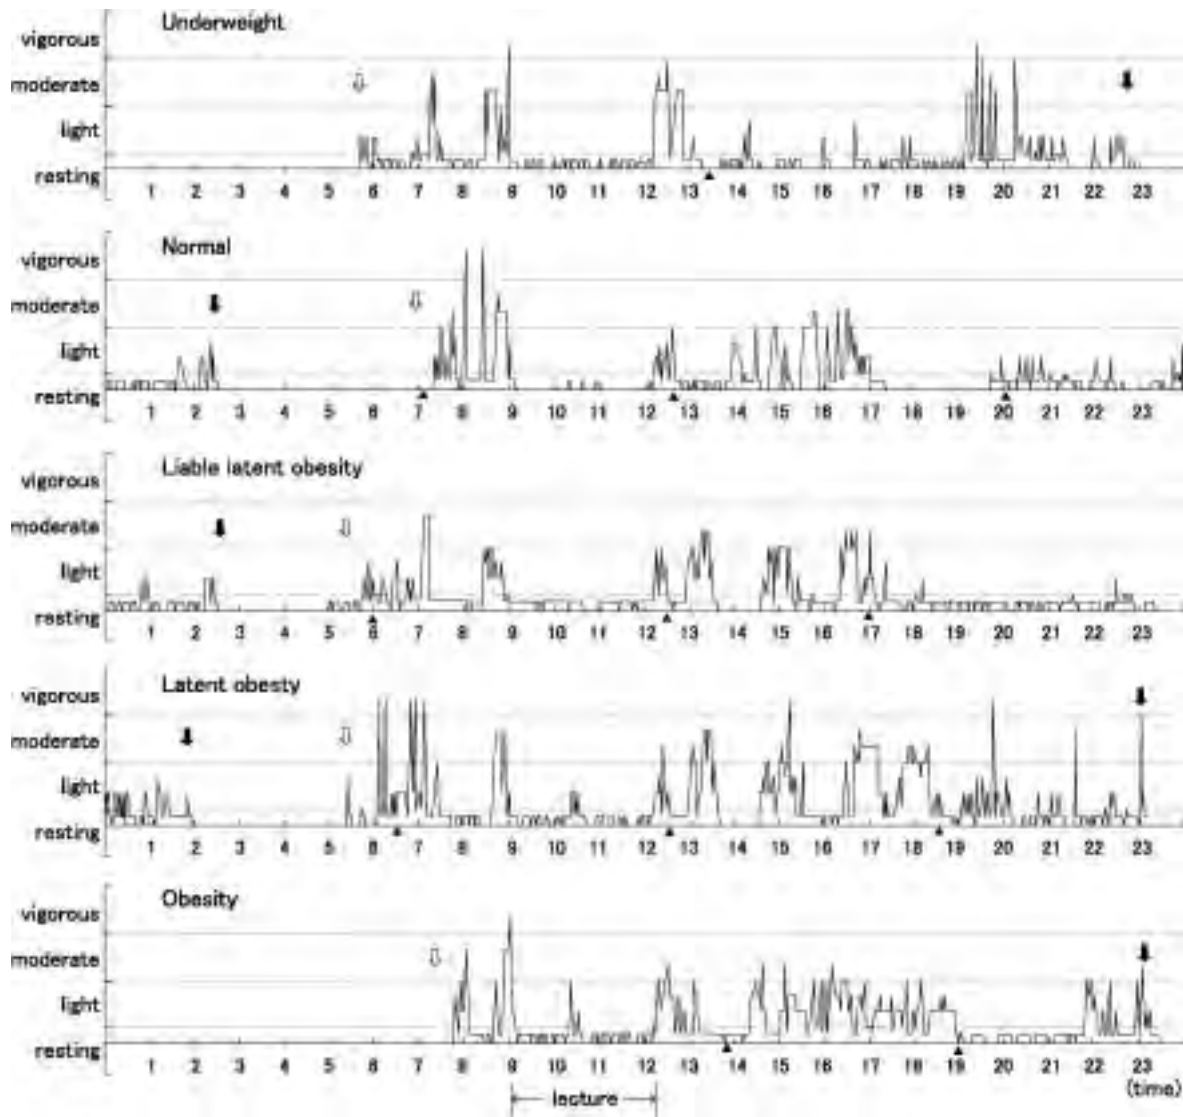 Underweight
vigorous
moderate
light
resting
1 2 3 4 5 6 7 8 9 10 11 12 13 14 15 16 17 18 19 20 21 22 23
Normal
vigorous
moderate
light
resting
1 2 3 4 5 6 7 8 9 10 11 12 13 14 15 16 17 18 19 20 21 22 23
Liable latent obesity
vigorous
moderate
light
resting
1 2 3 4 5 6 7 8 9 10 11 12 13 14 15 16 17 18 19 20 21 22 23
Latent obesty
vigorous
moderate
light
resting
1 2 3 4 5 6 7 8 9 10 11 12 13 14 15 16 17 18 19 20 21 22 23
Obesity
vigorous
moderate
light
resting
1 2 3 4 5 6 7 8 9 10 11 12 13 14 15 16 17 18 19 20 21 22 23
(time)
lecture